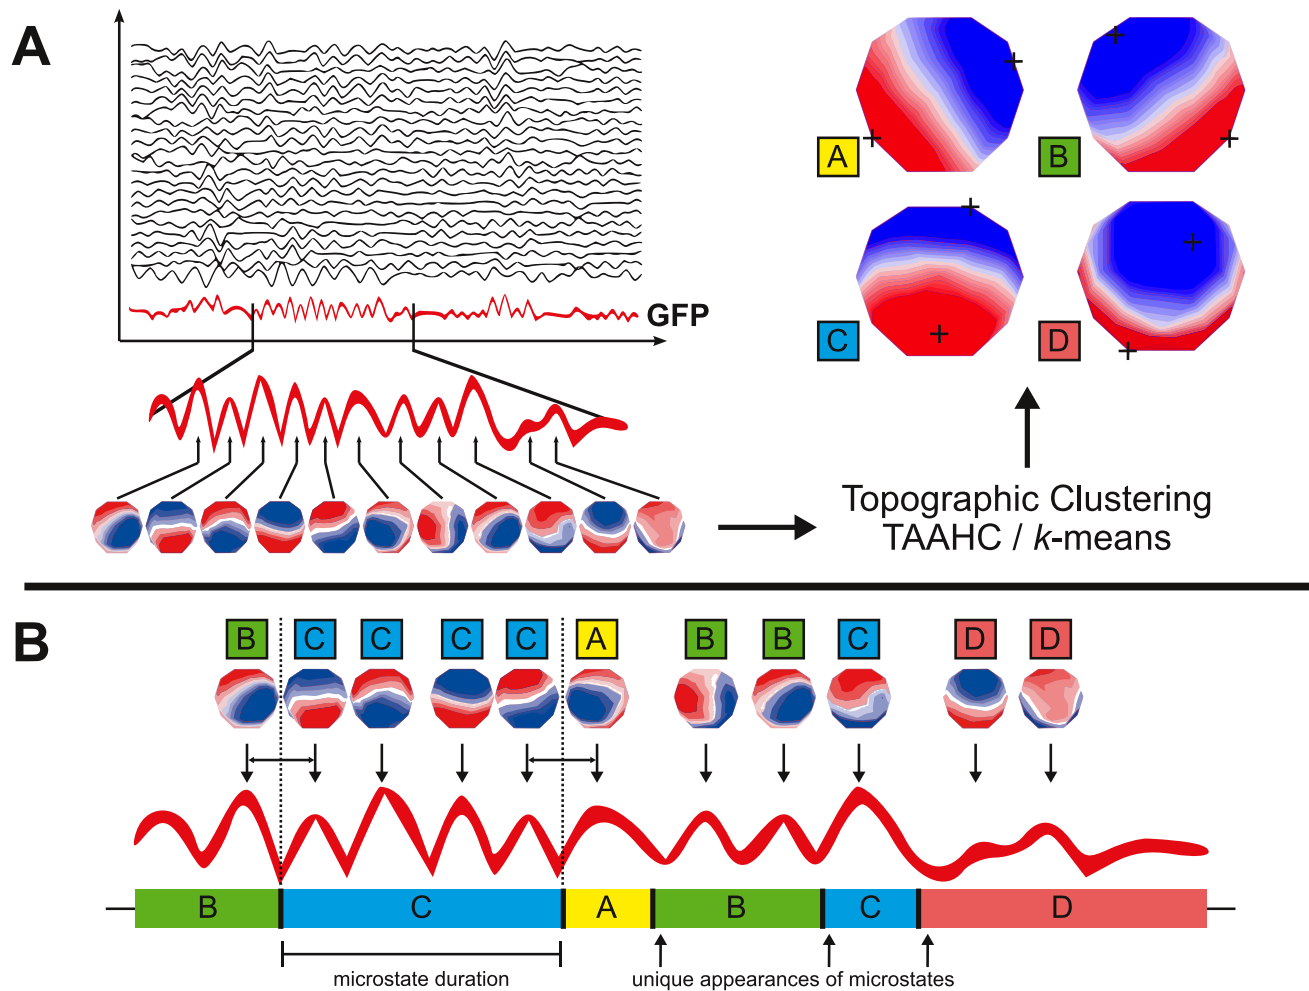 A
GFP
A
B
C
D
Topographic Clustering
TAAHC / k-means
B
B C C C C A B B C D D
B C A B C D
microstate duration
unique appearances of microstates